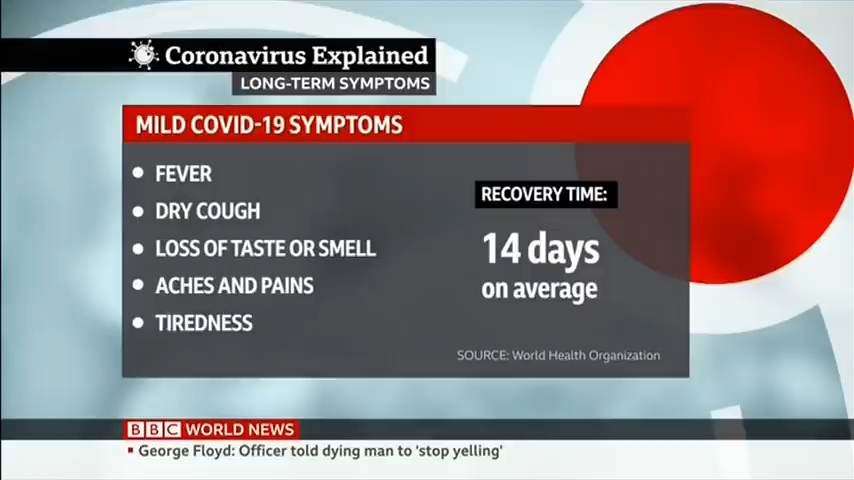 Coronavirus Explained
LONG-TERM SYMPTOMS
MILD COVID-19 SYMPTOMS
• FEVER
• DRY COUGH
• LOSS OF TASTE OR SMELL
• ACHES AND PAINS
• TIREDNESS
RECOVERY TIME:
14 days
on average
SOURCE: World Health Organization
BBC WORLD NEWS
▪ George Floyd: Officer told dying man to 'stop yelling'